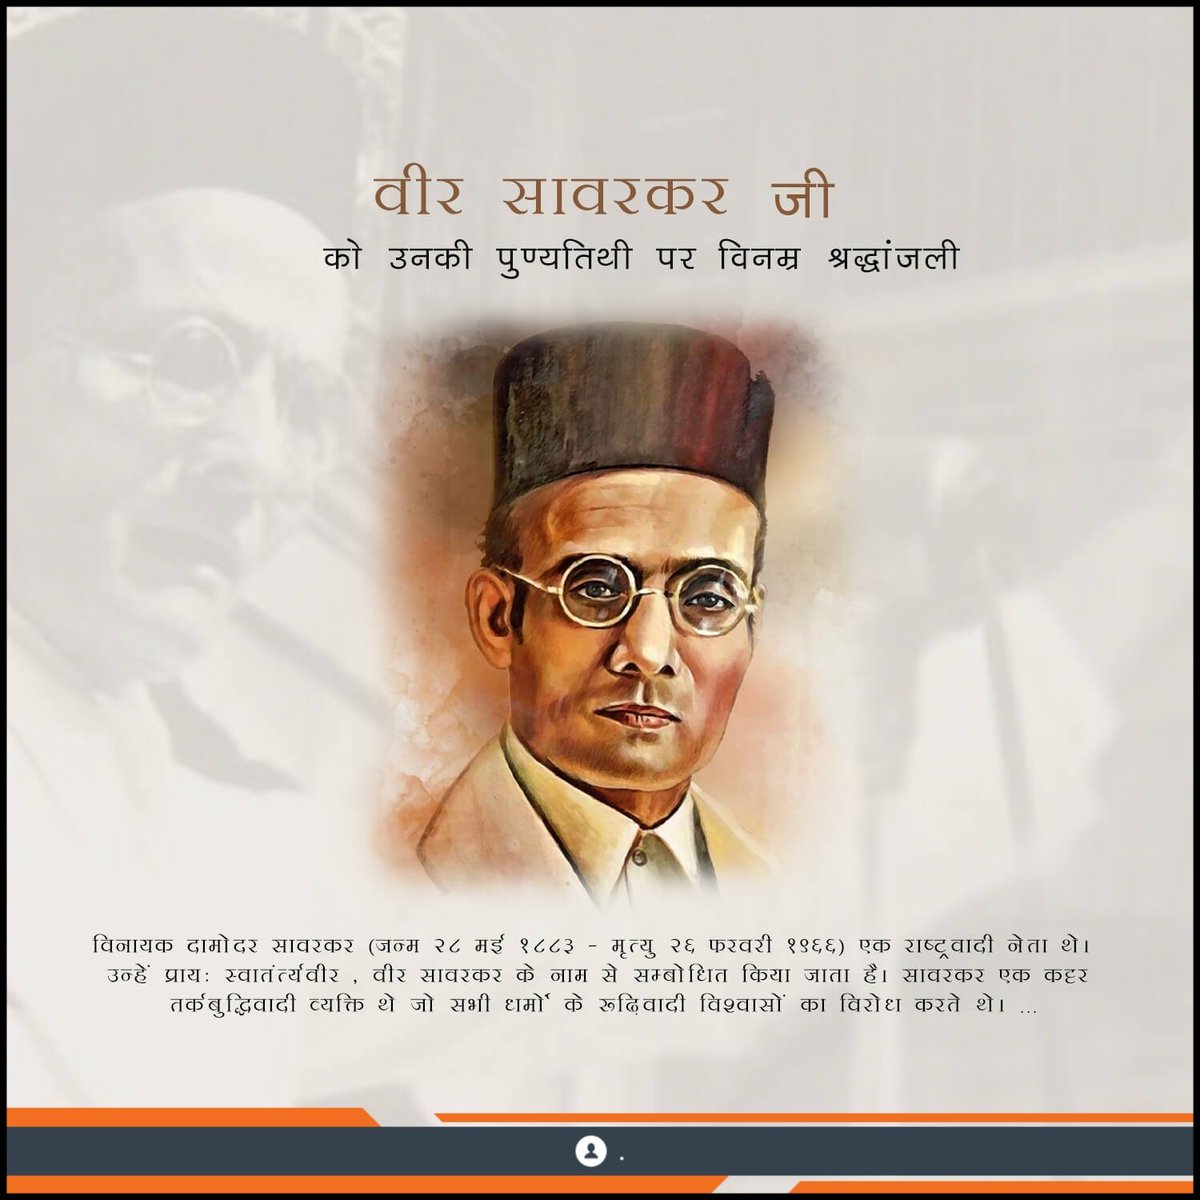 वीर सावरकर जी
को उनकी पुण्यतिथी पर विनम्र श्रद्धांजली
विनायक दामोदर सावरकर (जन्म २८ मई १८८३ - मृत्यु २६ फरवरी १९६६) एक राष्ट्रवादी नेता थे।
उन्हें प्रायः स्वातंर्त्यवीर , वीर सावरकर के नाम से सम्बोधित किया जाता है। सावरकर एक कट्टर
तर्कबुद्धिवादी व्यक्ति थे जो सभी धर्मों के रूढ़िवादी विश्वासों का विरोध करते थे। ...